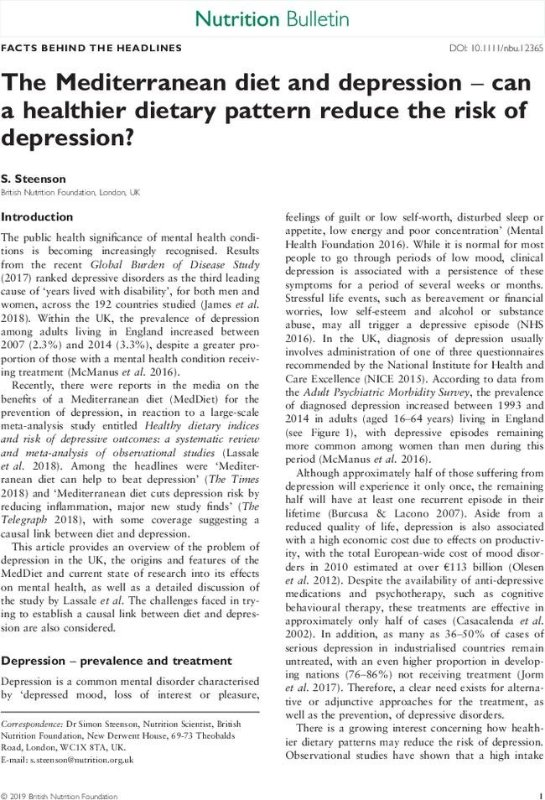 Nutrition Bulletin
FACTS BEHIND THE HEADLINES
DOI: 10.1111/nbu.12365
The Mediterranean diet and depression – can
a healthier dietary pattern reduce the risk of
depression?
S. Steenson
British Nutrition Foundation, London, UK
Introduction
The public health significance of mental health condi-
tions is becoming increasingly recognised. Results
from the recent Global Burden of Disease Study
(2017) ranked depressive disorders as the third leading
cause of ‘years lived with disability’, for both men and
women, across the 192 countries studied (James et al.
2018). Within the UK, the prevalence of depression
among adults living in England increased between
2007 (2.3%) and 2014 (3.3%), despite a greater pro-
portion of those with a mental health condition receiv-
ing treatment (McManus et al. 2016).
Recently, there were reports in the media on the
benefits of a Mediterranean diet (MedDiet) for the
prevention of depression, in reaction to a large-scale
meta-analysis study entitled Healthy dietary indices
and risk of depressive outcomes: a systematic review
and meta-analysis of observational studies (Lassale
et al. 2018). Among the headlines were ‘Mediter-
ranean diet can help to beat depression’ (The Times
2018) and ‘Mediterranean diet cuts depression risk by
reducing inflammation, major new study finds’ (The
Telegraph 2018), with some coverage suggesting a
causal link between diet and depression.
This article provides an overview of the problem of
depression in the UK, the origins and features of the
MedDiet and current state of research into its effects
on mental health, as well as a detailed discussion of
the study by Lassale et al. The challenges faced in try-
ing to establish a causal link between diet and depres-
sion are also considered.
Depression – prevalence and treatment
Depression is a common mental disorder characterised
by ‘depressed mood, loss of interest or pleasure,
Correspondence: Dr Simon Steenson, Nutrition Scientist, British
Nutrition Foundation, New Derwent House, 69-73 Theobalds
Road, London, WC1X 8TA, UK.
E-mail: s.steenson@nutrition.org.uk
feelings of guilt or low self-worth, disturbed sleep or
appetite, low energy and poor concentration’ (Mental
Health Foundation 2016). While it is normal for most
people to go through periods of low mood, clinical
depression is associated with a persistence of these
symptoms for a period of several weeks or months.
Stressful life events, such as bereavement or financial
worries, low self-esteem and alcohol or substance
abuse, may all trigger a depressive episode (NHS
2016). In the UK, diagnosis of depression usually
involves administration of one of three questionnaires
recommended by the National Institute for Health and
Care Excellence (NICE 2015). According to data from
the Adult Psychiatric Morbidity Survey, the prevalence
of diagnosed depression increased between 1993 and
2014 in adults (aged 16–64 years) living in England
(see Figure 1), with depressive episodes remaining
more common among women than men during this
period (McManus et al. 2016).
Although approximately half of those suffering from
depression will experience it only once, the remaining
half will have at least one recurrent episode in their
lifetime (Burcusa & Lacono 2007). Aside from a
reduced quality of life, depression is also associated
with a high economic cost due to effects on productiv-
ity, with the total European-wide cost of mood disor-
ders in 2010 estimated at over €113 billion (Olesen
et al. 2012). Despite the availability of anti-depressive
medications and psychotherapy, such as cognitive
behavioural therapy, these treatments are effective in
approximately only half of cases (Casacalenda et al.
2002). In addition, as many as 36–50% of cases of
serious depression in industrialised countries remain
untreated, with an even higher proportion in develop-
ing nations (76–86%) not receiving treatment (Jorm
et al. 2017). Therefore, a clear need exists for alterna-
tive or adjunctive approaches for the treatment, as
well as the prevention, of depressive disorders.
There is a growing interest concerning how health-
ier dietary patterns may reduce the risk of depression.
Observational studies have shown that a high intake
© 2019 British Nutrition Foundation
1